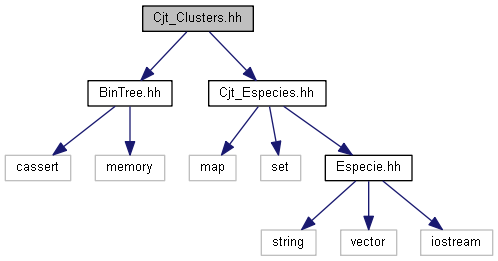 Cjt_Clusters.hh
BinTree.hh
Cjt_Especies.hh
cassert
memory
map
set
Especie.hh
string
vector
iostream